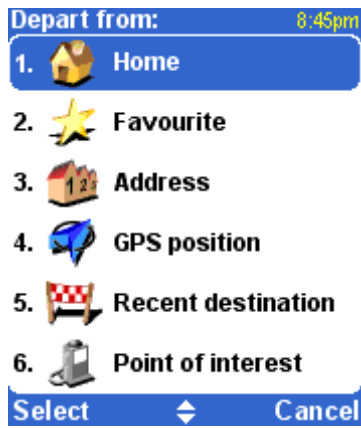 Depart from: 8:45pm
1. Home
2. Favourite
3. 123 Address
4. GPS position
5. Recent destination
6. Point of interest
Select Cancel